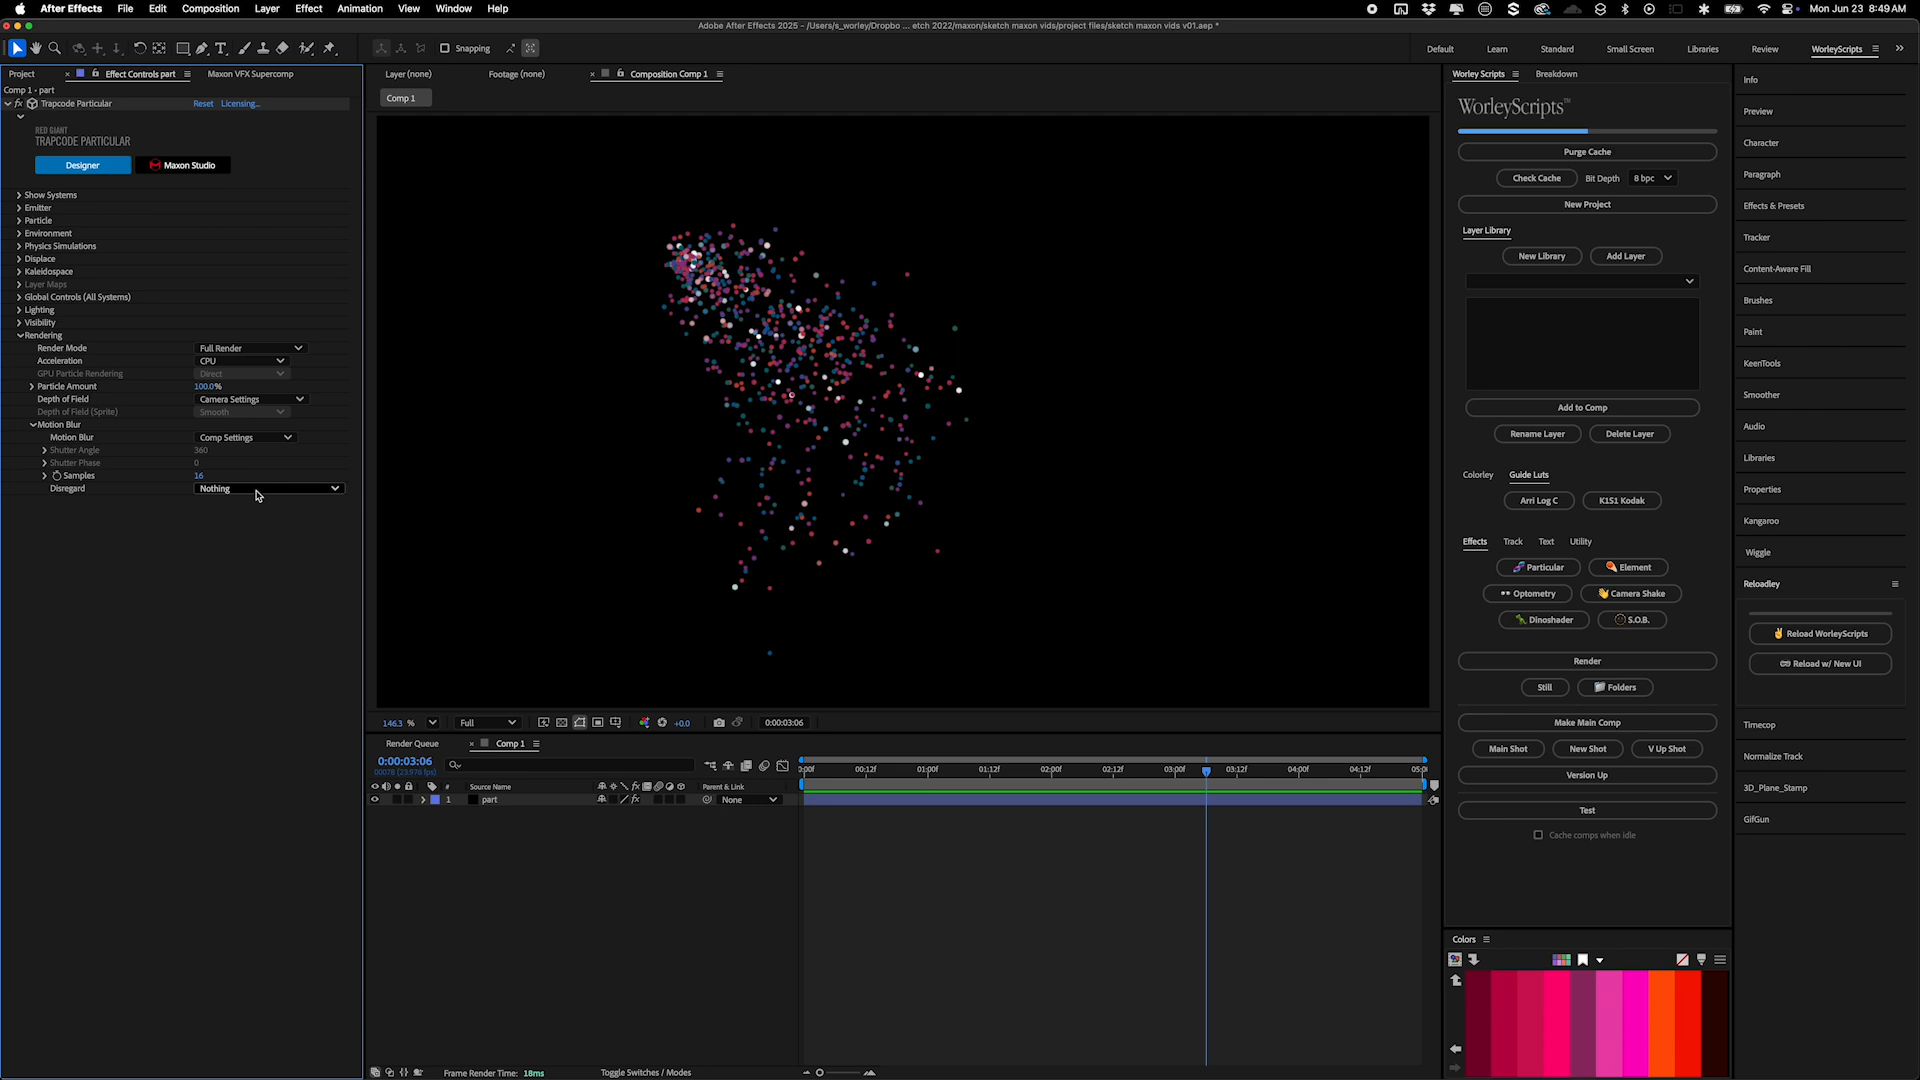 After Effects File Edit Composition Layer Effect Animation View Window Help
Mon Jun 23 8:49 AM
Adobe After Effects 2025 - /Users/s_worley/Dropbo ... etch 2022/maxon/sketch maxon vids/project files/sketch maxon vids v01.aep *
Snapping
Default Learn Standard Small Screen Libraries Review WorleyScripts
Project Effect Controls part Maxon VFX Supercomp
Layer (none) Footage (none) Composition Comp 1
Worley Scripts Breakdown
Comp 1 • part
Comp 1
fx Trapcode Particular Reset Licensing...
RED GIANT
TRAPCODE PARTICULAR
Designer Maxon Studio
Show Systems
Emitter
Particle
Environment
Physics Simulations
Displace
Kaleidospace
Layer Maps
Global Controls (All Systems)
Lighting
Visibility
Rendering
Render Mode Full Render
Acceleration CPU
GPU Particle Rendering Direct
Particle Amount 100.0%
Depth of Field Camera Settings
Depth of Field (Sprite) Smooth
Motion Blur
Motion Blur Comp Settings
Shutter Angle 360
Shutter Phase 0
Samples 16
Disregard Nothing
146.3 % Full +0.0 0:00:03:06
Render Queue Comp 1
0:00:03:06
00078 (23.976 fps)
# Source Name Parent & Link
1 part None
3:00f 00:12f 01:00f 01:12f 02:00f 02:12f 03:00f 03:12f 04:00f 04:12f 05:0
Frame Render Time: 18ms Toggle Switches / Modes
WorleyScripts™
Purge Cache
Check Cache Bit Depth 8 bpc
New Project
Layer Library
New Library Add Layer
Add to Comp
Rename Layer Delete Layer
Colorley Guide Luts
Arri Log C K1S1 Kodak
Effects Track Text Utility
Particular Element
Optometry Camera Shake
Dinoshader S.O.B.
Render
Still Folders
Make Main Comp
Main Shot New Shot V Up Shot
Version Up
Test
Cache comps when idle
Colors
Info
Preview
Character
Paragraph
Effects & Presets
Tracker
Content-Aware Fill
Brushes
Paint
KeenTools
Smoother
Audio
Libraries
Properties
Kangaroo
Wiggle
Reloadley
Reload WorleyScripts
Reload w/ New UI
Timecop
Normalize Track
3D_Plane_Stamp
GifGun